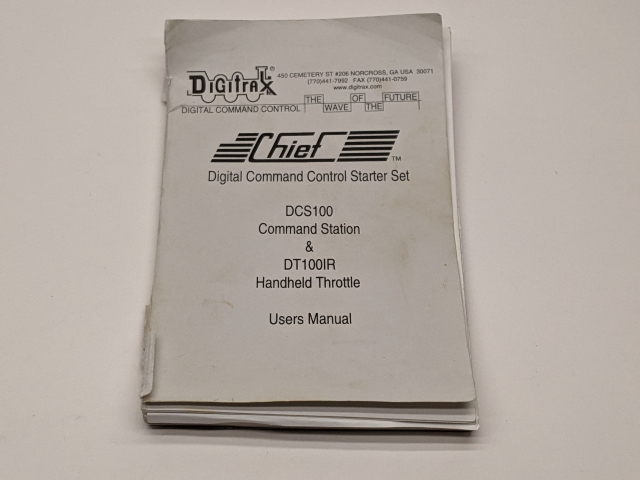 DIGITRAX®
450 CEMETERY ST #206 NORCROSS, GA USA 30071
(770)441-7992 FAX (770)441-0759
www.digitrax.com
DIGITAL COMMAND CONTROL
THE WAVE OF THE FUTURE
Chief™
Digital Command Control Starter Set
DCS100
Command Station
&
DT100IR
Handheld Throttle
Users Manual